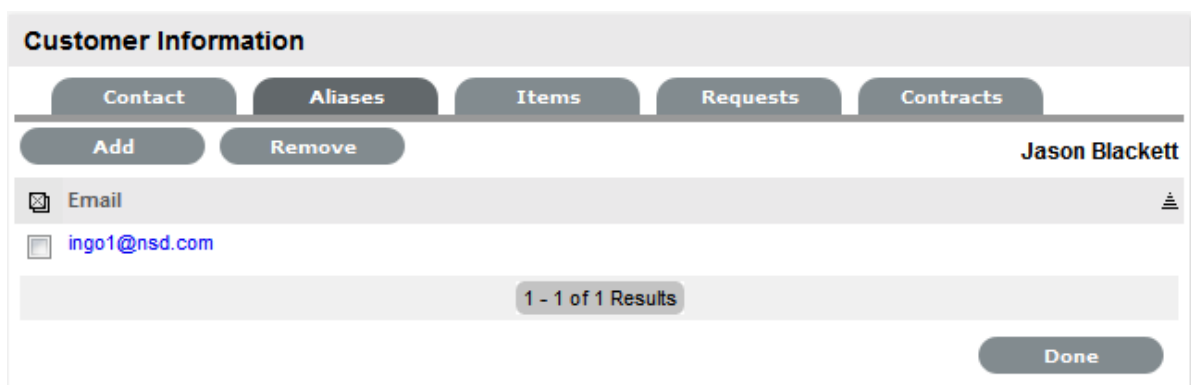 Customer Information
Contact Aliases Items Requests Contracts
Add Remove Jason Blackett
Email
ingo1@nsd.com
1 - 1 of 1 Results
Done